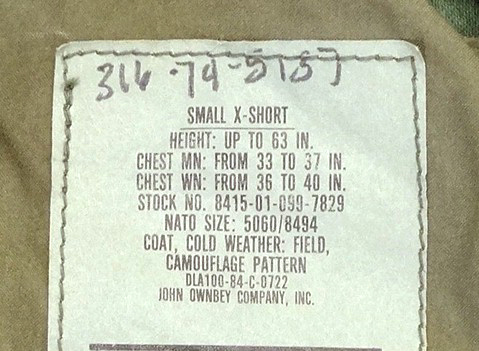 316-74-5157
SMALL X-SHORT
HEIGHT: UP TO 63 IN.
CHEST MN: FROM 33 TO 37 IN.
CHEST WN: FROM 36 TO 40 IN.
STOCK NO. 8415-01-099-7829
NATO SIZE: 5060/8494
COAT, COLD WEATHER: FIELD,
CAMOUFLAGE PATTERN
DLA100-84-C-0722
JOHN OWNBEY COMPANY, INC.